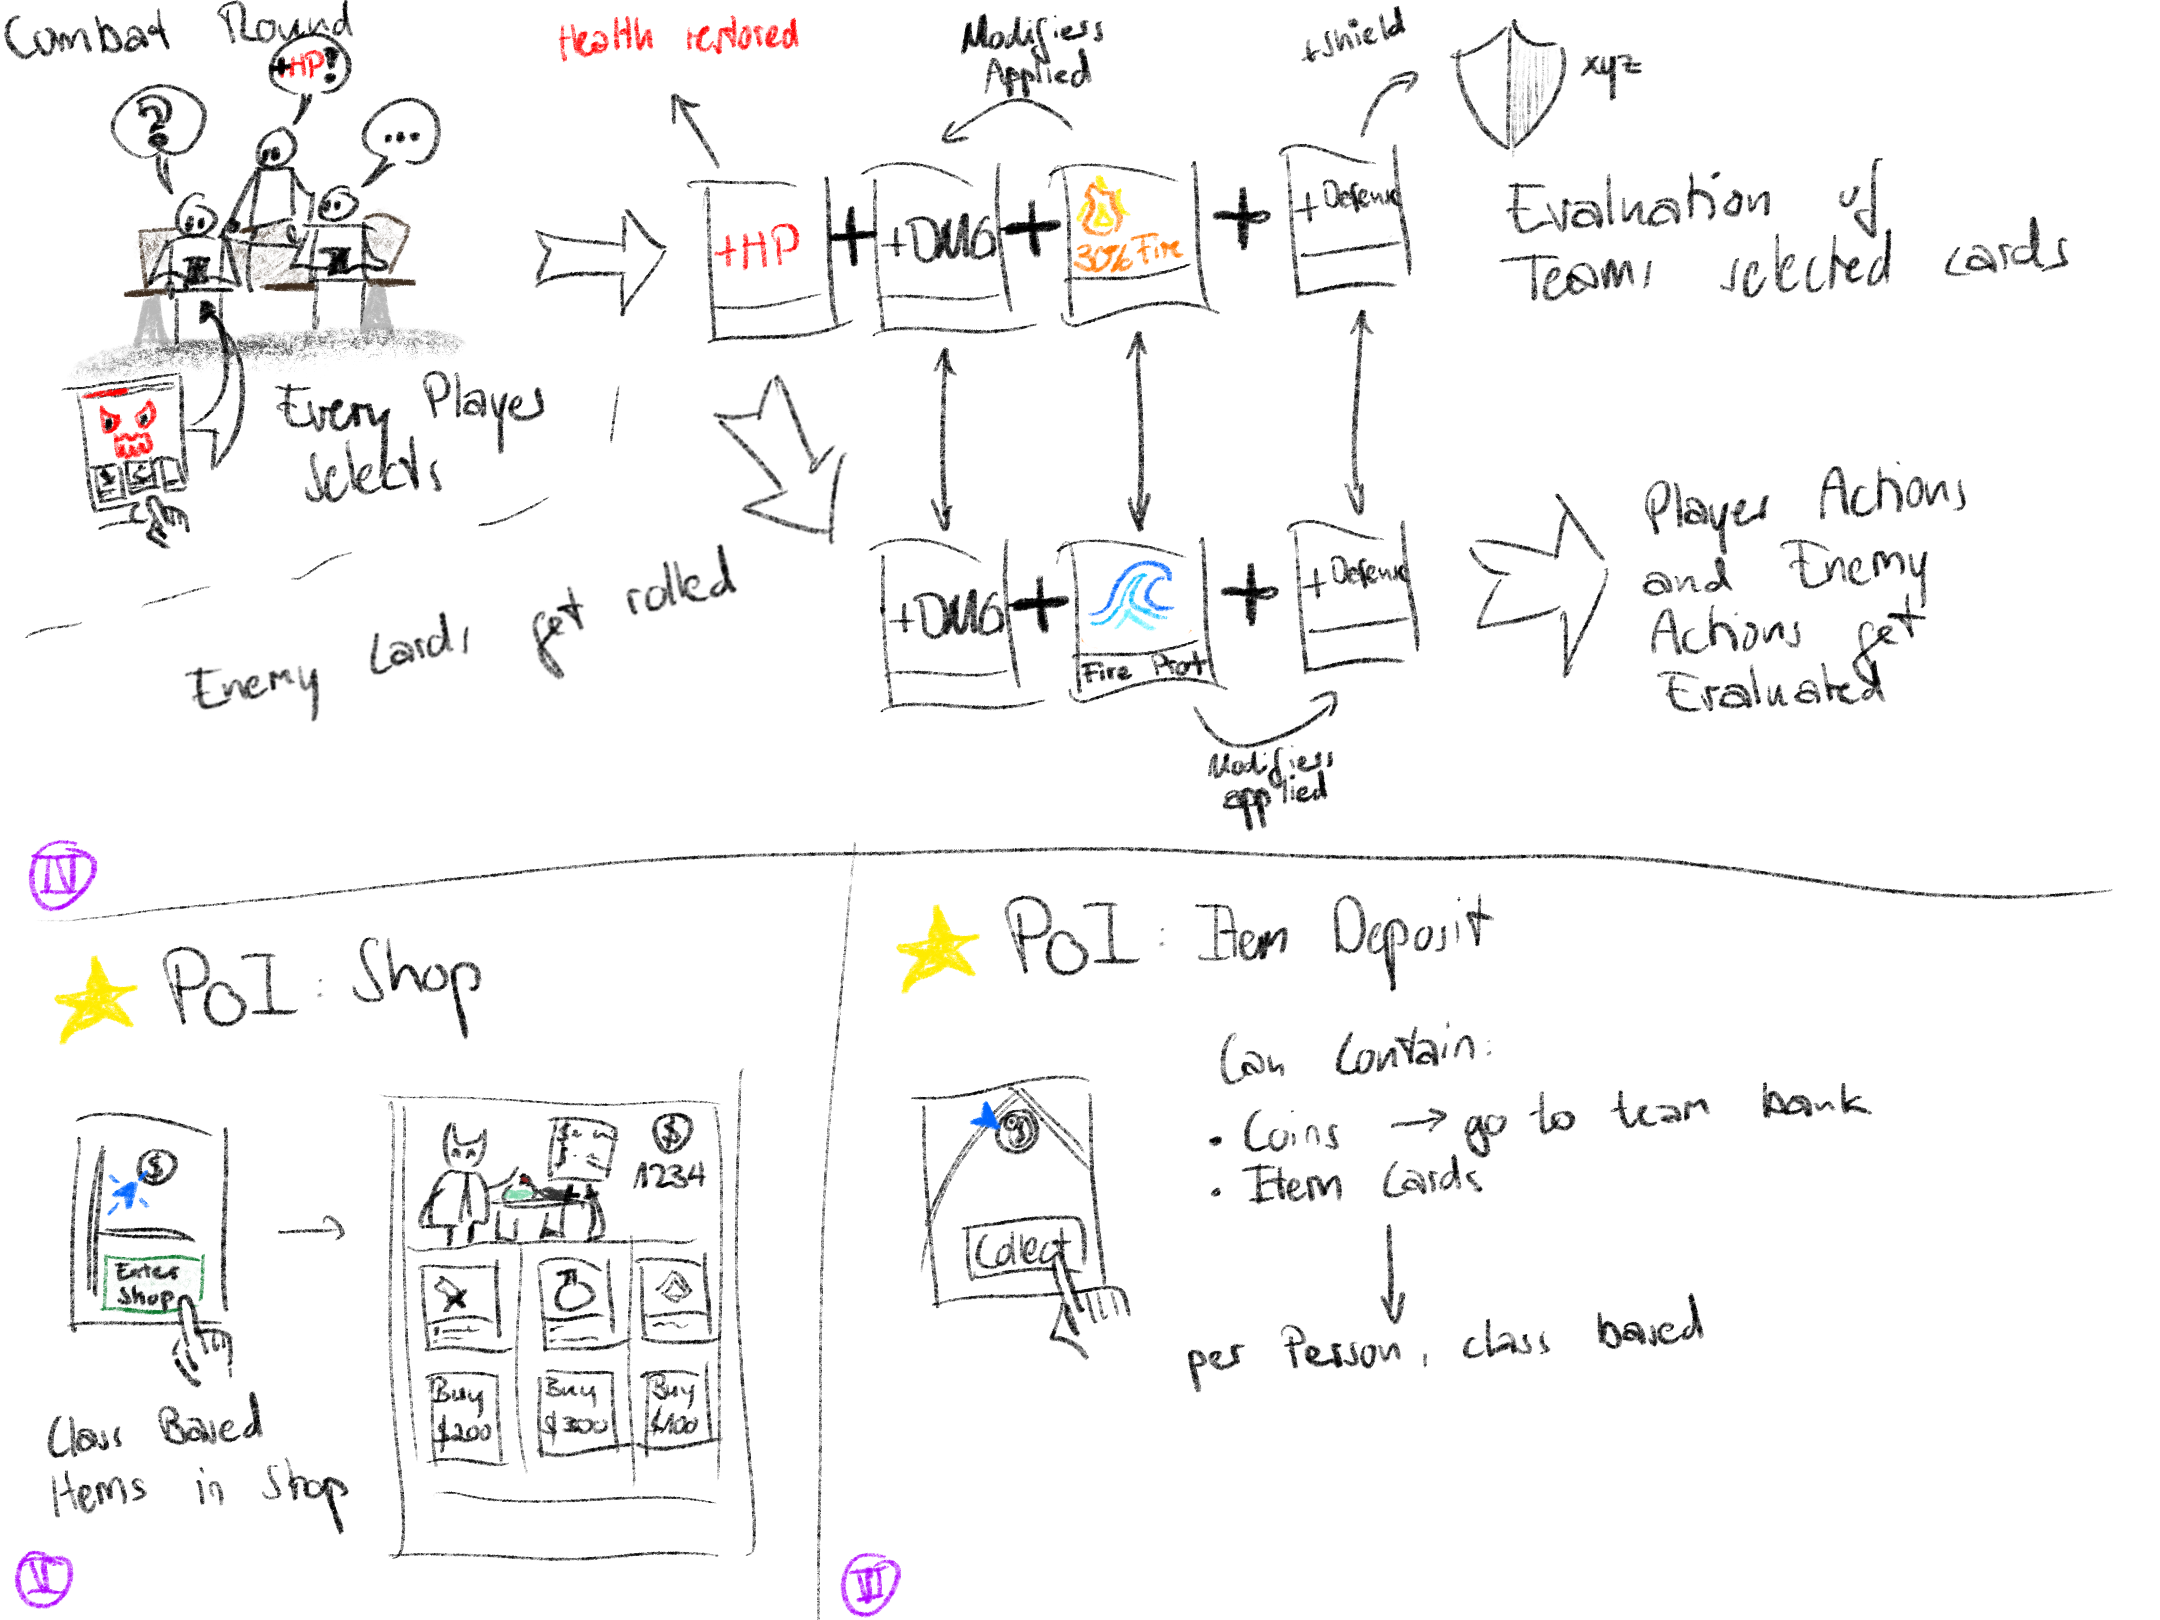 Combat Round
+HP!
?
...
Every Player
selects
Enemy Cards get rolled
Health restored
Modifiers
Applied
+shield
xyz
+HP
+
+DMG
+
30% Fire
+
+Defense
Evaluation of
Teams selected cards
+DMG
+
Fire Prot
+
+Defense
Modifiers
applied
Player Actions
and Enemy
Actions get
Evaluated
IV
PoI: Shop
$
Enter
Shop
$
1234
Buy
$200
Buy
$300
Buy
$100
Class Based
Items in Shop
V
PoI: Item Deposit
Can contain:
• Coins → go to team bank
• Item Cards
per Person, class based
$
Collect
VI